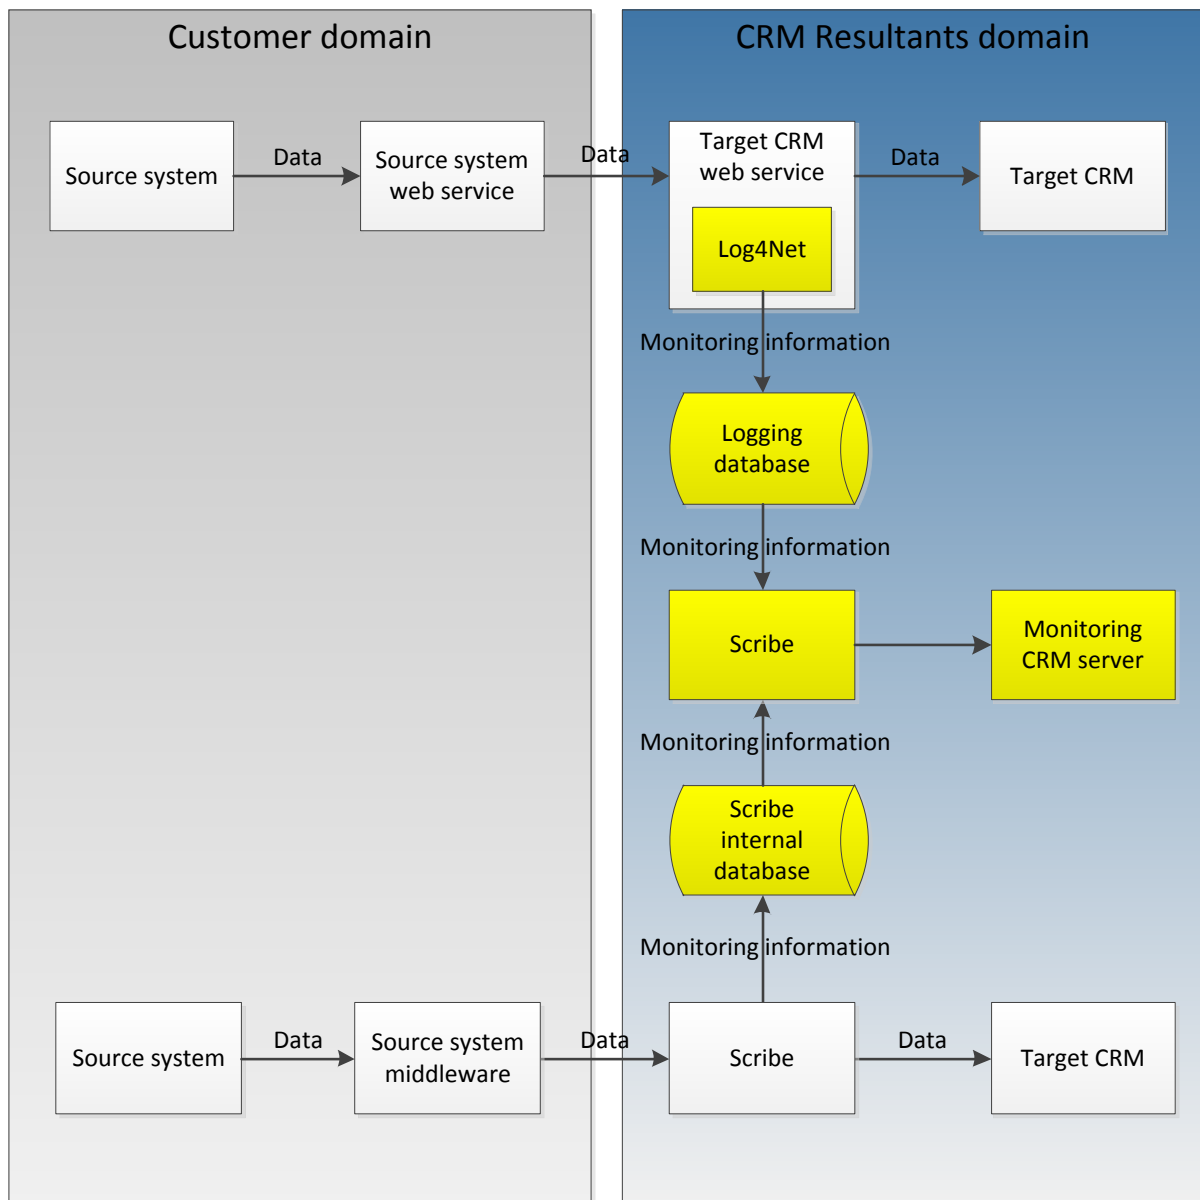 Customer domain
CRM Resultants domain
Source system
Data
Source system
web service
Data
Target CRM
web service
Data
Target CRM
Log4Net
Monitoring information
Logging
database
Monitoring information
Scribe
Monitoring
CRM server
Monitoring information
Scribe
internal
database
Monitoring information
Source system
Data
Source system
middleware
Data
Scribe
Data
Target CRM